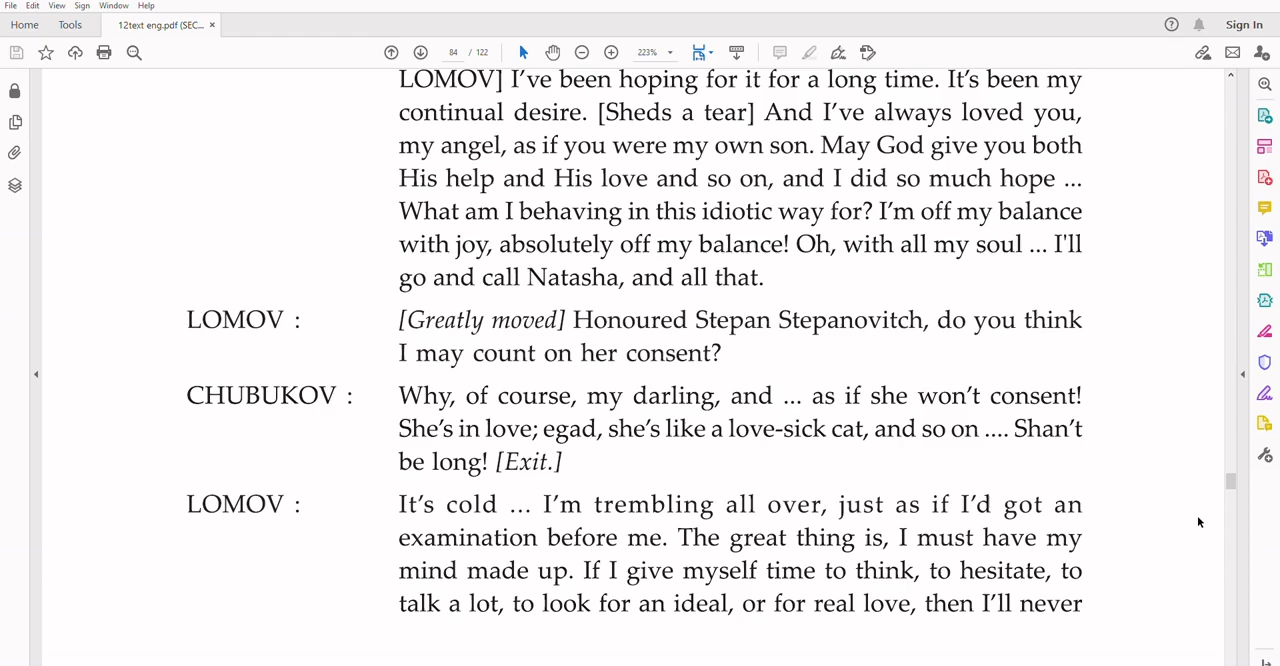 File Edit View Sign Window Help
Home Tools 12text eng.pdf (SEC... × Sign In
84 / 122 223%
LOMOV] I've been hoping for it for a long time. It's been my
continual desire. [Sheds a tear] And I've always loved you,
my angel, as if you were my own son. May God give you both
His help and His love and so on, and I did so much hope ...
What am I behaving in this idiotic way for? I'm off my balance
with joy, absolutely off my balance! Oh, with all my soul ... I'll
go and call Natasha, and all that.
LOMOV : [Greatly moved] Honoured Stepan Stepanovitch, do you think
I may count on her consent?
CHUBUKOV : Why, of course, my darling, and ... as if she won't consent!
She's in love; egad, she's like a love-sick cat, and so on .... Shan't
be long! [Exit.]
LOMOV : It's cold ... I'm trembling all over, just as if I'd got an
examination before me. The great thing is, I must have my
mind made up. If I give myself time to think, to hesitate, to
talk a lot, to look for an ideal, or for real love, then I'll never